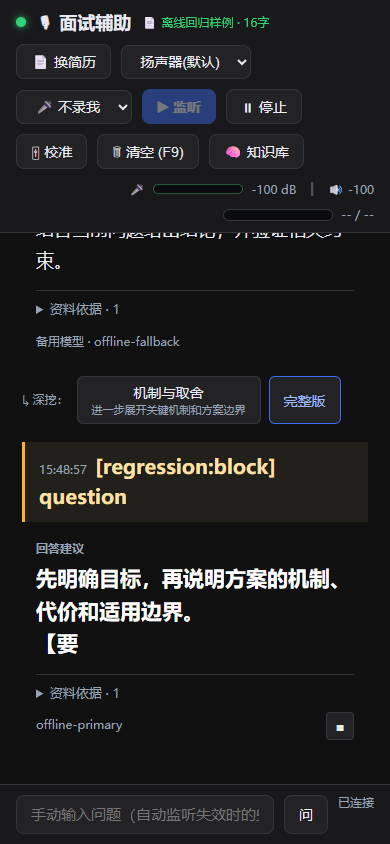 面试辅助 离线回归样例 · 16字
换简历 扬声器(默认)
不录我 ▶ 监听 ⏸ 停止
校准 清空 (F9) 知识库
-100 dB | -100
-- / --
束。
▶ 资料依据 · 1
备用模型 · offline-fallback
↳ 深挖： 机制与取舍 完整版
进一步展开关键机制和方案边界
15:48:57 [regression:block]
question
回答建议
先明确目标，再说明方案的机制、
代价和适用边界。
【要
▶ 资料依据 · 1
offline-primary
手动输入问题（自动监听失效时的 问 已连接